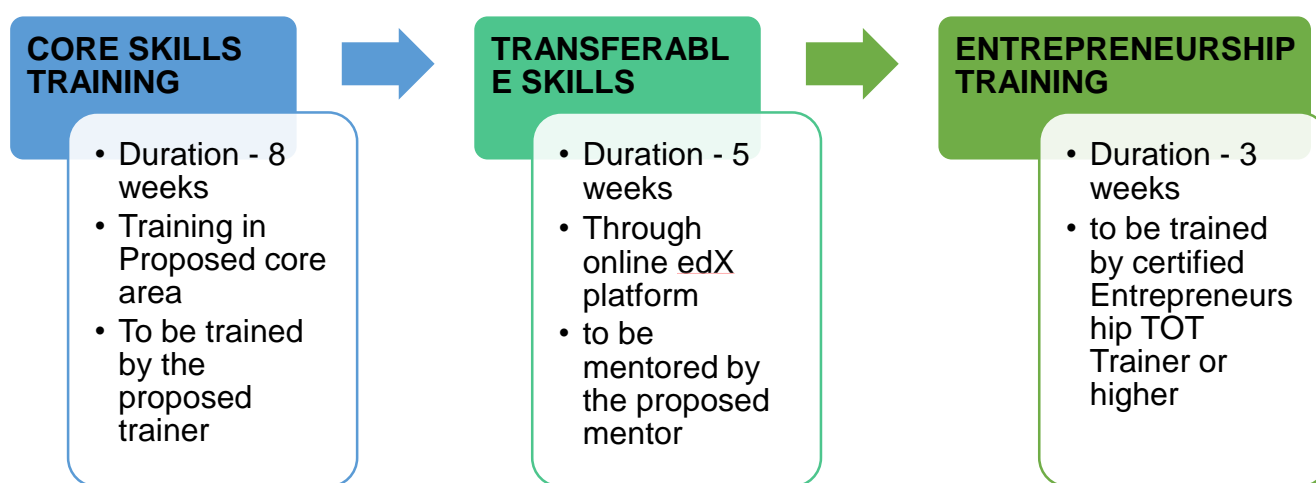 CORE SKILLS
TRAINING
• Duration - 8
weeks
• Training in
Proposed core
area
• To be trained
by the
proposed
trainer
TRANSFERABL
E SKILLS
• Duration - 5
weeks
• Through
online edX
platform
• to be
mentored by
the proposed
mentor
ENTREPRENEURSHIP
TRAINING
• Duration - 3
weeks
• to be trained
by certified
Entrepreneurs
hip TOT
Trainer or
higher